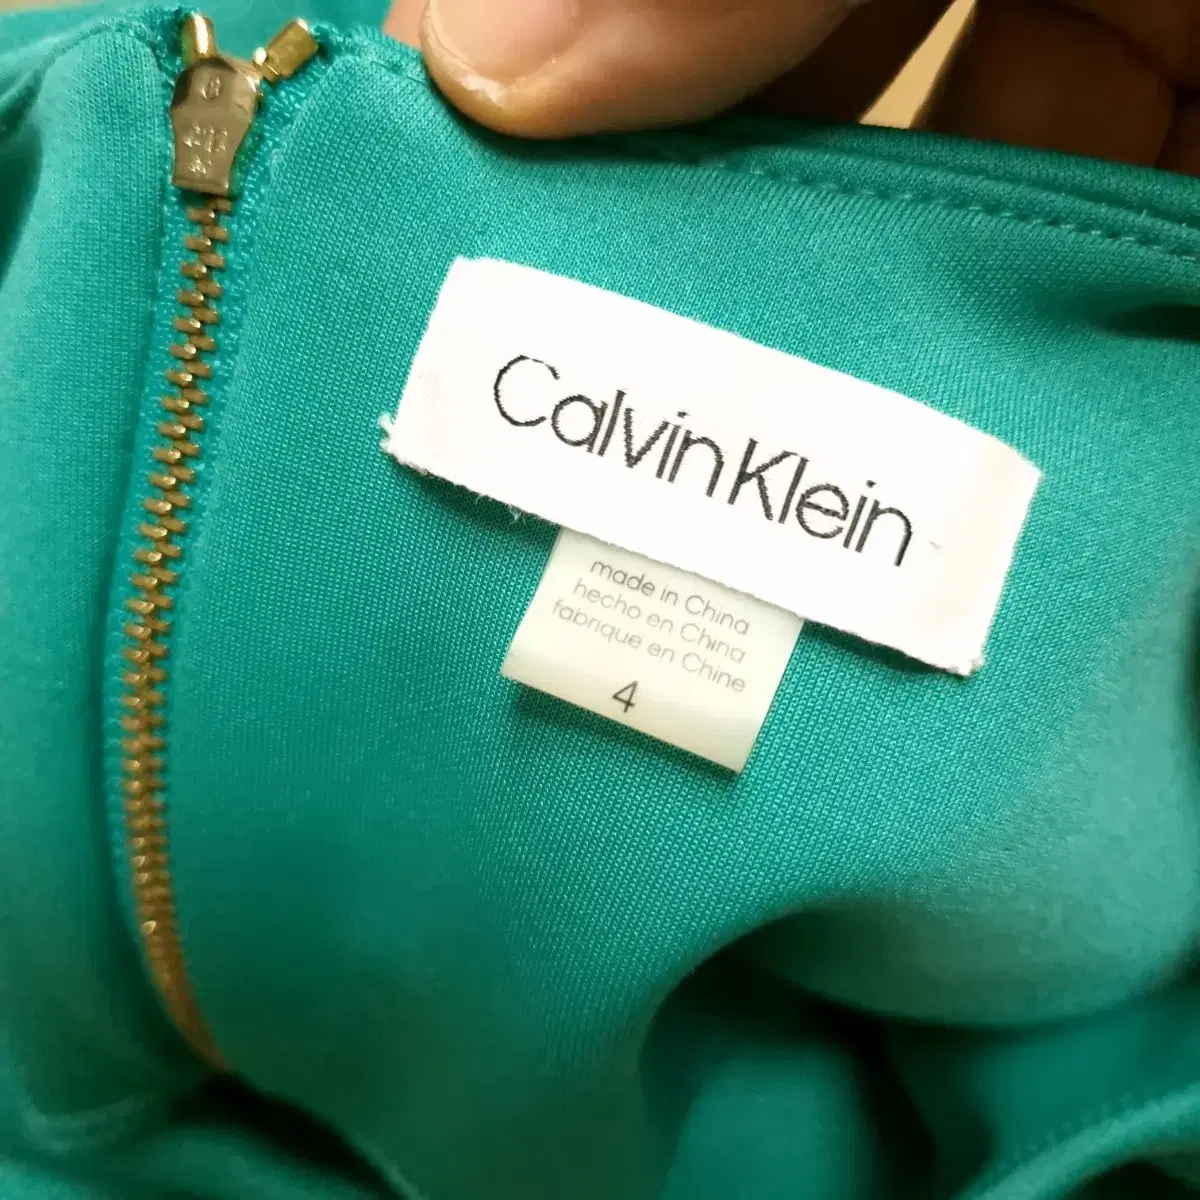 Calvin Klein
made in China
hecho en China
fabrique en Chine
4